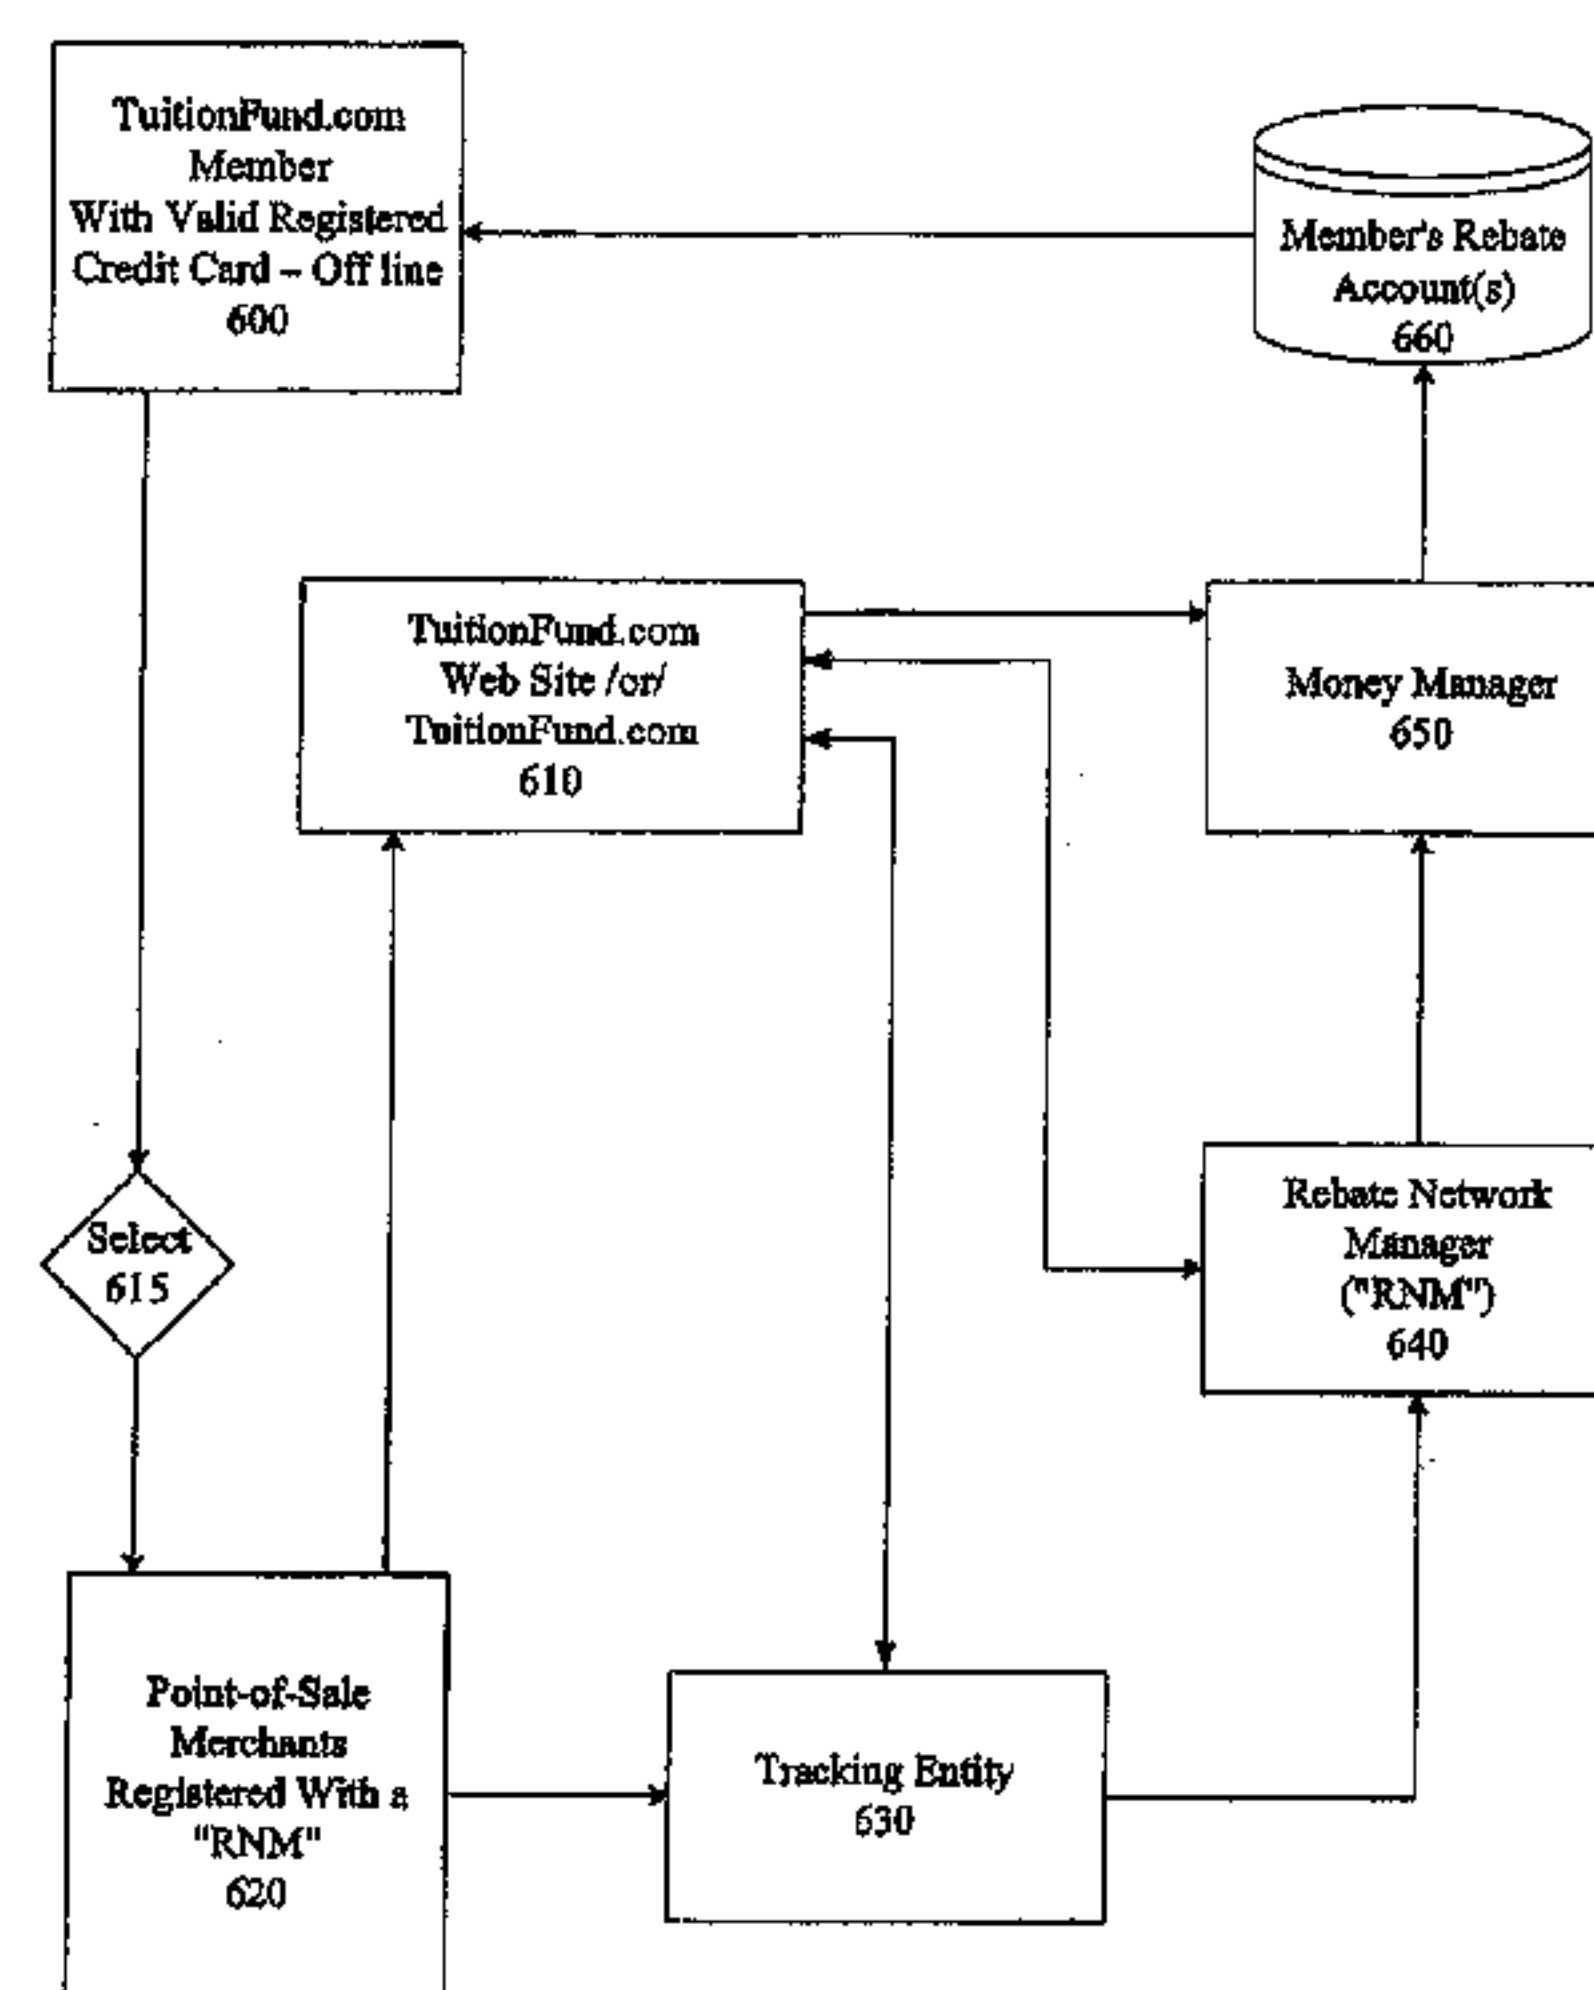 TuitionFund.com
Member
With Valid Registered
Credit Card – Off line
600
Member's Rebate
Account(s)
660
TuitionFund.com
Web Site /or/
TuitionFund.com
610
Money Manager
650
Select
615
Rebate Network
Manager
("RNM")
640
Point-of-Sale
Merchants
Registered With a
"RNM"
620
Tracking Entity
630